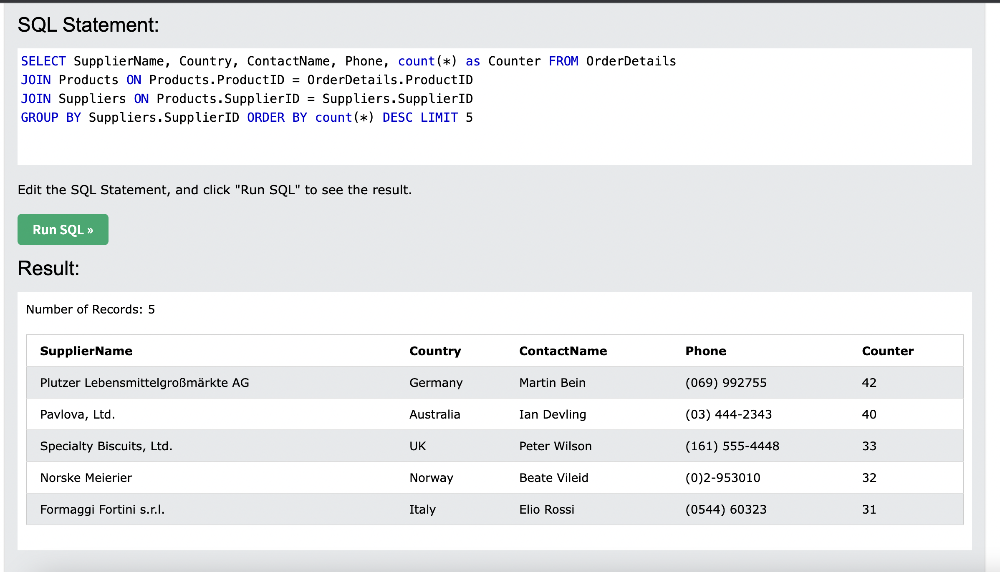 SQL Statement:
SELECT SupplierName, Country, ContactName, Phone, count(*) as Counter FROM OrderDetails
JOIN Products ON Products.ProductID = OrderDetails.ProductID
JOIN Suppliers ON Products.SupplierID = Suppliers.SupplierID
GROUP BY Suppliers.SupplierID ORDER BY count(*) DESC LIMIT 5
Edit the SQL Statement, and click "Run SQL" to see the result.
Run SQL »
Result:
Number of Records: 5
SupplierName Country ContactName Phone Counter
Plutzer Lebensmittelgroßmärkte AG Germany Martin Bein (069) 992755 42
Pavlova, Ltd. Australia Ian Devling (03) 444-2343 40
Specialty Biscuits, Ltd. UK Peter Wilson (161) 555-4448 33
Norske Meierier Norway Beate Vileid (0)2-953010 32
Formaggi Fortini s.r.l. Italy Elio Rossi (0544) 60323 31